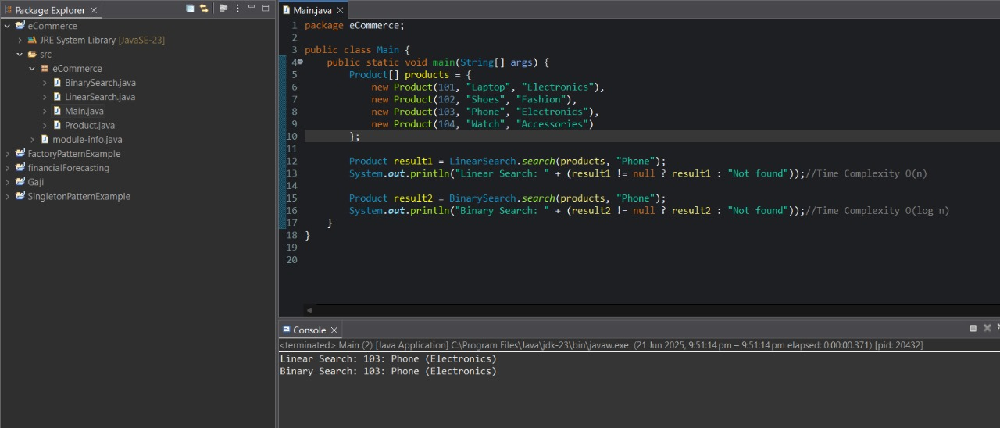 Package Explorer
eCommerce
JRE System Library [JavaSE-23]
src
eCommerce
BinarySearch.java
LinearSearch.java
Main.java
Product.java
module-info.java
FactoryPatternExample
financialForecasting
Gaji
SingletonPatternExample
Main.java
1 package eCommerce;
2
3 public class Main {
4 public static void main(String[] args) {
5 Product[] products = {
6 new Product(101, "Laptop", "Electronics"),
7 new Product(102, "Shoes", "Fashion"),
8 new Product(103, "Phone", "Electronics"),
9 new Product(104, "Watch", "Accessories")
10 };
11
12 Product result1 = LinearSearch.search(products, "Phone");
13 System.out.println("Linear Search: " + (result1 != null ? result1 : "Not found"));//Time Complexity O(n)
14
15 Product result2 = BinarySearch.search(products, "Phone");
16 System.out.println("Binary Search: " + (result2 != null ? result2 : "Not found"));//Time Complexity O(log n)
17 }
18 }
19
20
Console
<terminated> Main (2) [Java Application] C:\Program Files\Java\jdk-23\bin\javaw.exe (21 Jun 2025, 9:51:14 pm – 9:51:14 pm elapsed: 0:00:00.371) [pid: 20432]
Linear Search: 103: Phone (Electronics)
Binary Search: 103: Phone (Electronics)